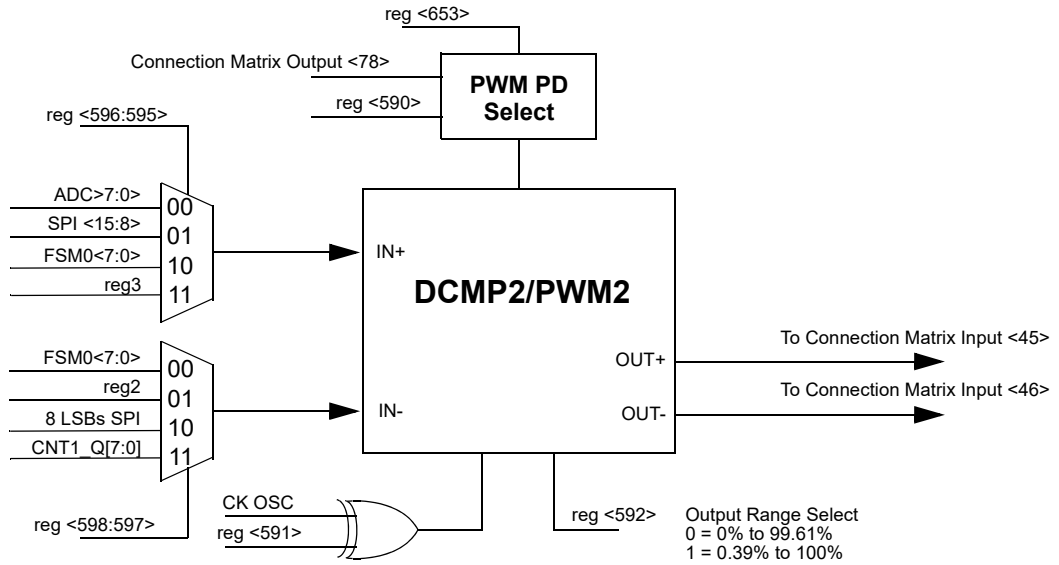 reg <653>
Connection Matrix Output <78>
PWM PD
Select
reg <590>
reg <596:595>
ADC>7:0>
00
SPI <15:8>
01
FSM0<7:0>
10
reg3
11
IN+
DCMP2/PWM2
FSM0<7:0>
00
reg2
01
8 LSBs SPI
10
CNT1_Q[7:0]
11
IN-
OUT+
To Connection Matrix Input <45>
OUT-
To Connection Matrix Input <46>
reg <598:597>
CK OSC
reg <591>
reg <592>
Output Range Select
0 = 0% to 99.61%
1 = 0.39% to 100%